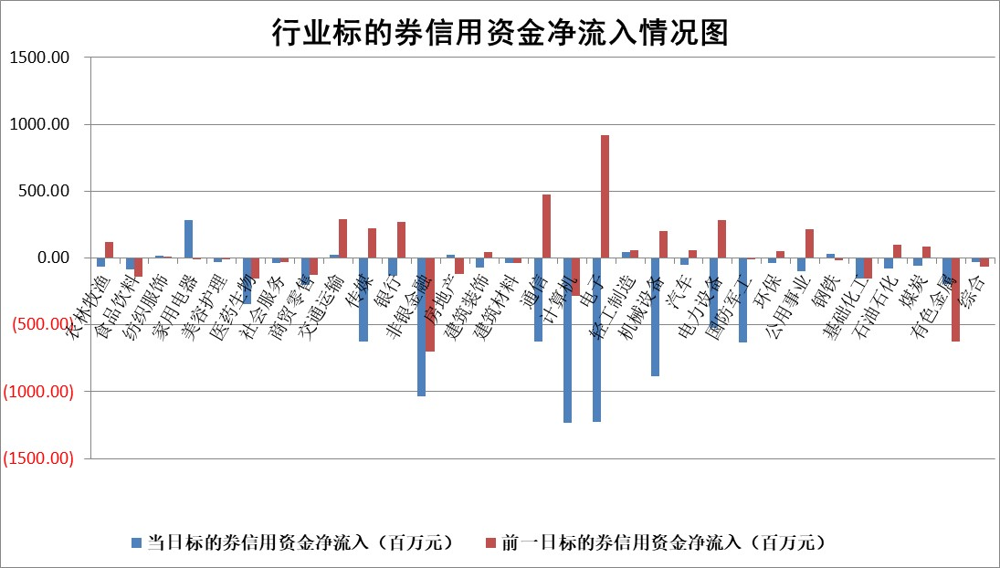 行业标的券信用资金净流入情况图
1500.00
1000.00
500.00
0.00
(500.00)
(1000.00)
(1500.00)
农林牧渔
食品饮料
纺织服饰
家用电器
美容护理
医药生物
社会服务
商贸零售
交通运输
传媒
银行
非银金融
房地产
建筑装饰
建筑材料
通信
计算机
电子
轻工制造
机械设备
汽车
电力设备
国防军工
环保
公用事业
钢铁
基础化工
石油石化
煤炭
有色金属
综合
当日标的券信用资金净流入（百万元）
前一日标的券信用资金净流入（百万元）